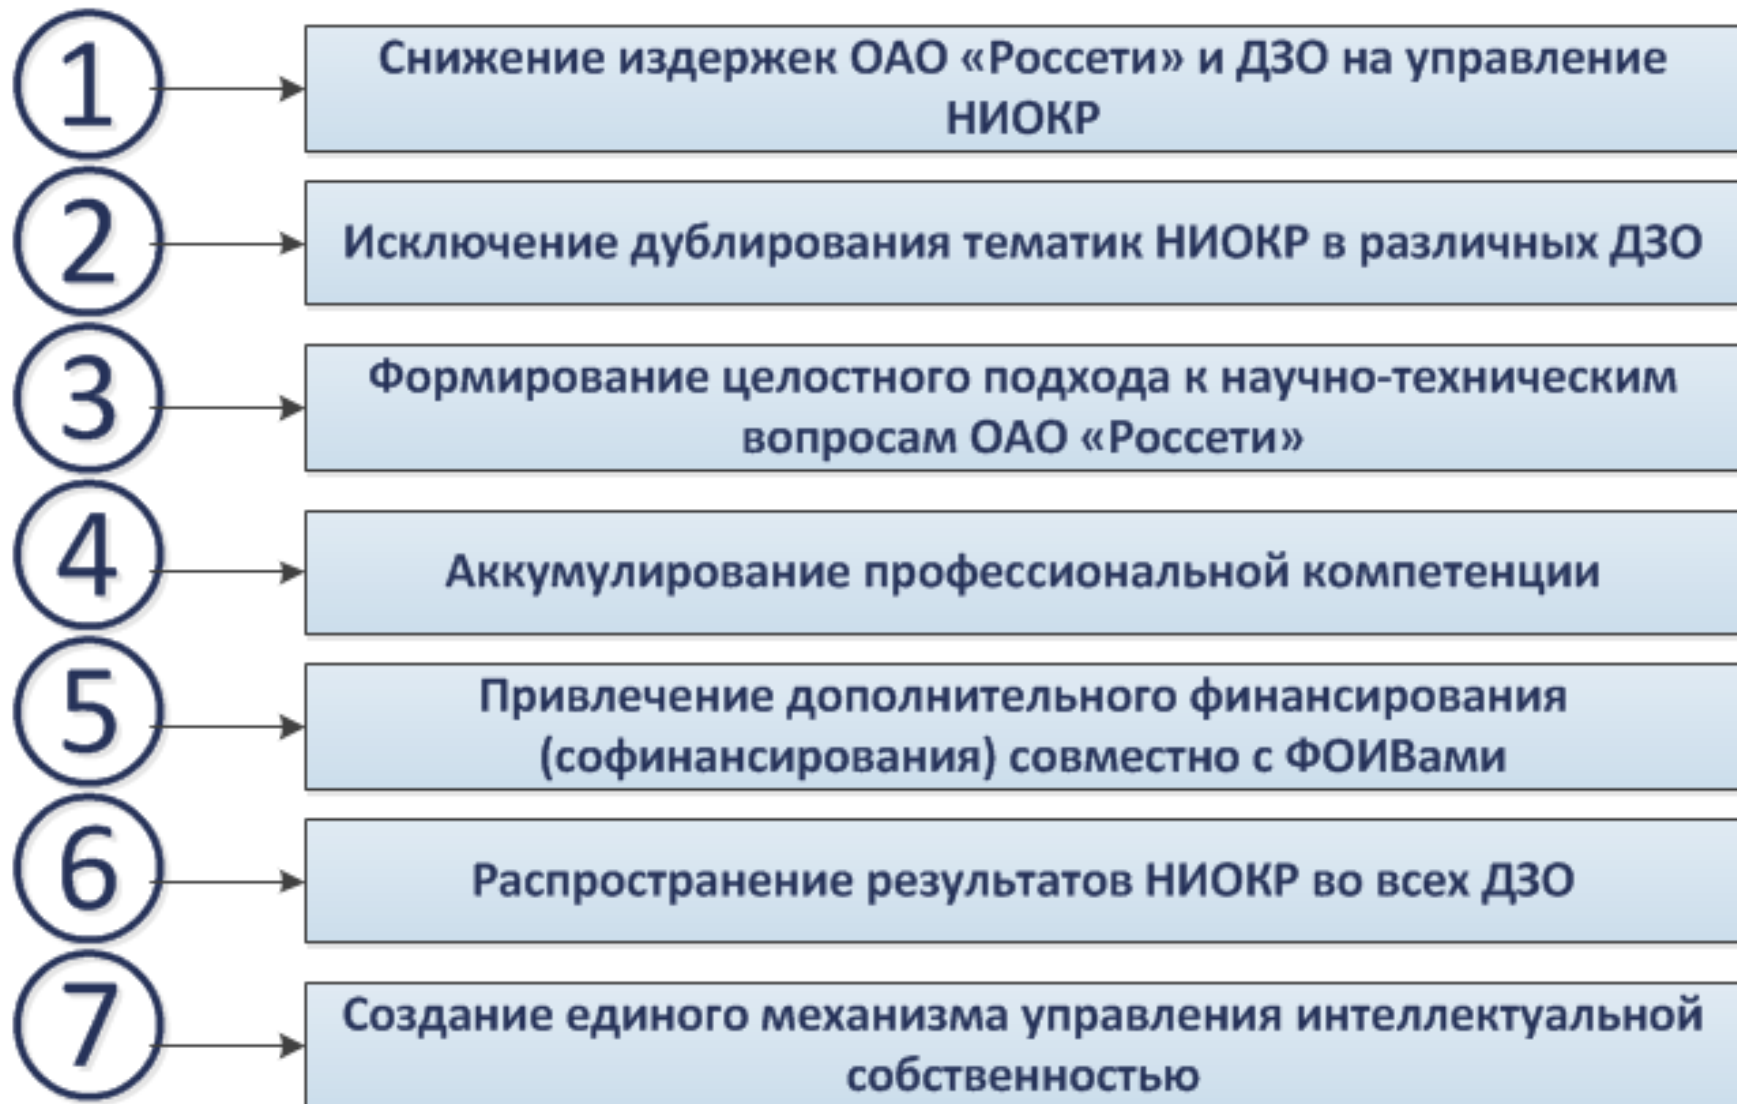 1
Снижение издержек ОАО «Россети» и ДЗО на управление
НИОКР
2
Исключение дублирования тематик НИОКР в различных ДЗО
3
Формирование целостного подхода к научно-техническим
вопросам ОАО «Россети»
4
Аккумулирование профессиональной компетенции
5
Привлечение дополнительного финансирования
(софинансирования) совместно с ФОИВами
6
Распространение результатов НИОКР во всех ДЗО
7
Создание единого механизма управления интеллектуальной
собственностью